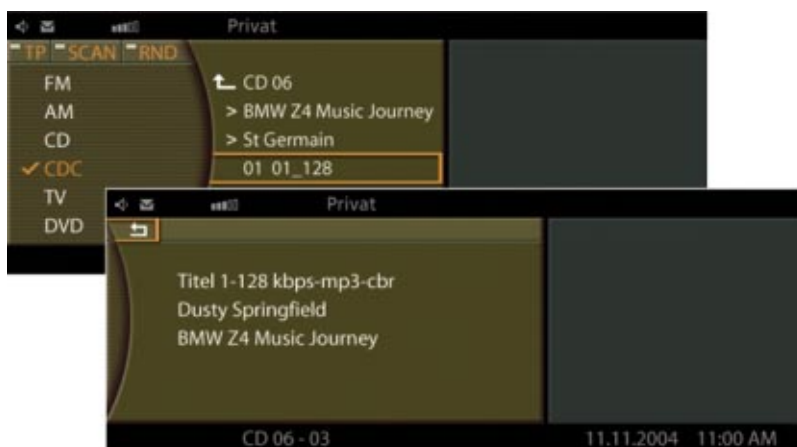 Privat
TP SCAN RND
FM
AM
CD
CDC
TV
DVD
CD 06
> BMW Z4 Music Journey
> St Germain
01 01_128
Privat
Titel 1-128 kbps-mp3-cbr
Dusty Springfield
BMW Z4 Music Journey
CD 06 - 03 11.11.2004 11:00 AM